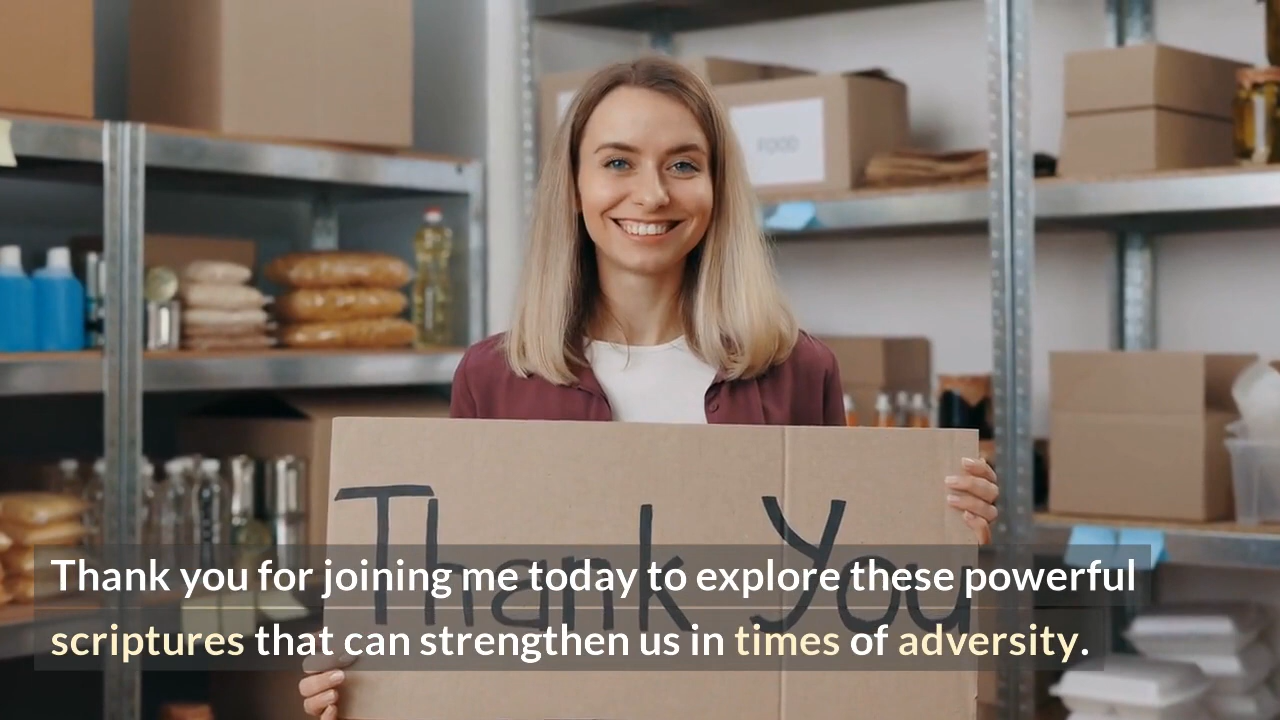 FOOD
Thank You
Thank you for joining me today to explore these powerful
scriptures that can strengthen us in times of adversity.